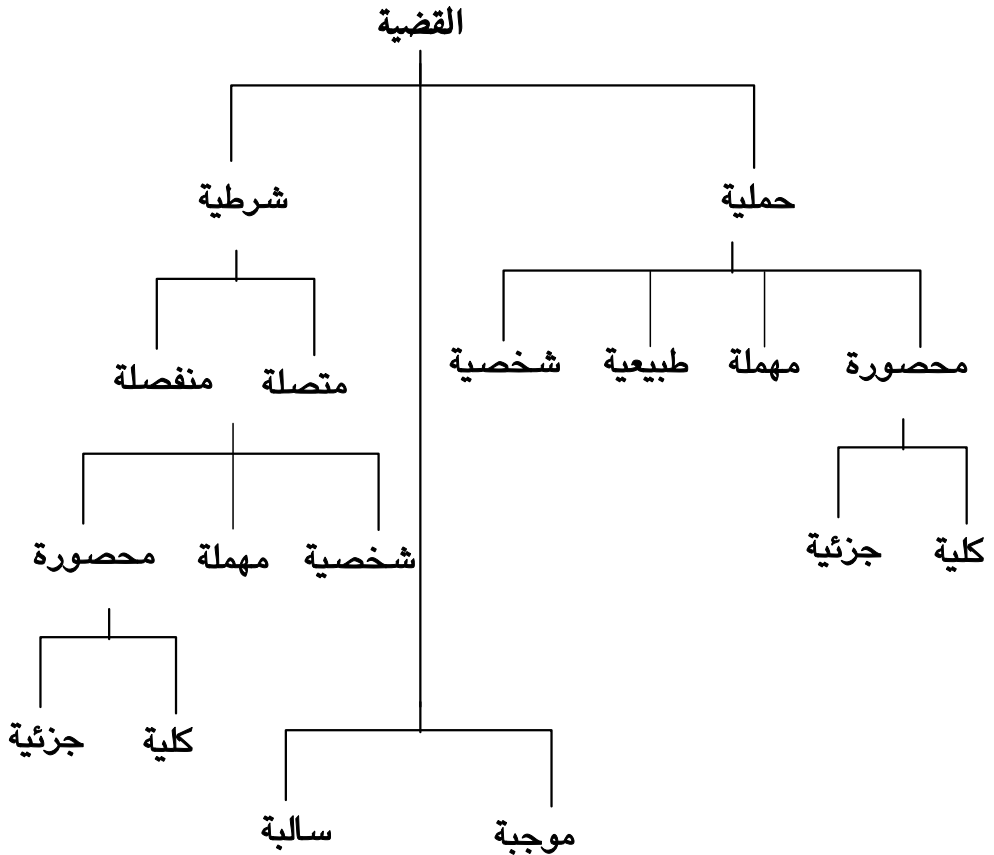 القضية
حملية شرطية
محصورة مهملة طبيعية شخصية
متصلة منفصلة
كلية جزئية
شخصية مهملة محصورة
كلية جزئية
موجبة سالبة